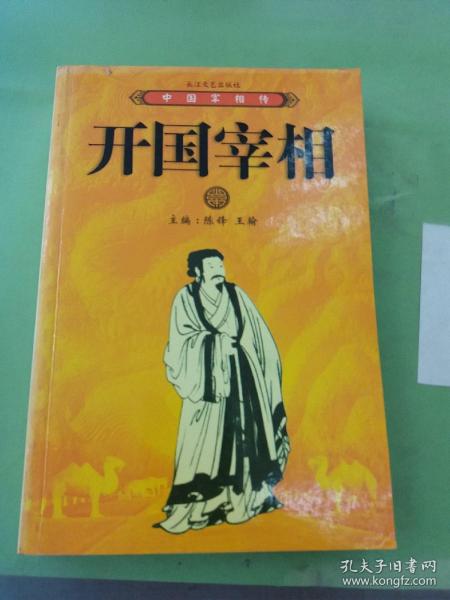 长江文艺出版社
中国宰相传
开国宰相
主编：陈锋 王翰
孔夫子旧书网
www.kongfz.com